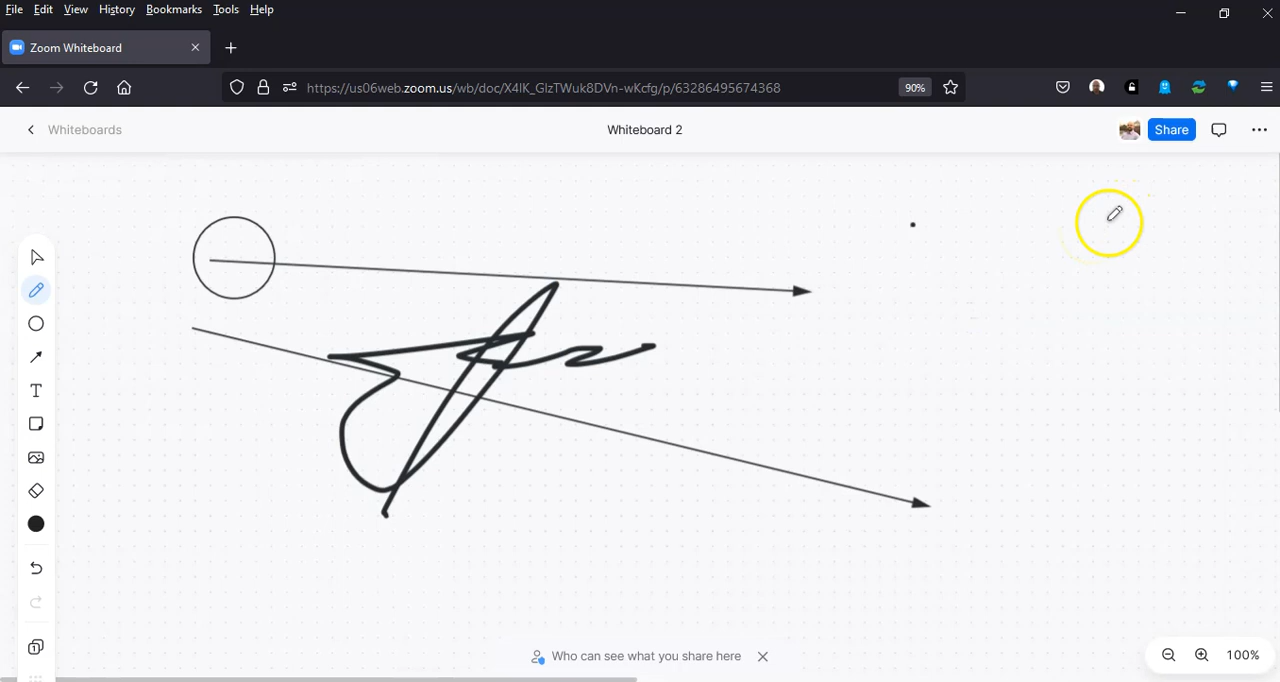 File Edit View History Bookmarks Tools Help
Zoom Whiteboard
https://us06web.zoom.us/wb/doc/X4lK_GlzTWuk8DVn-wKcfg/p/63286495674368 90%
Whiteboards Whiteboard 2 Share
T
1
Who can see what you share here
100%